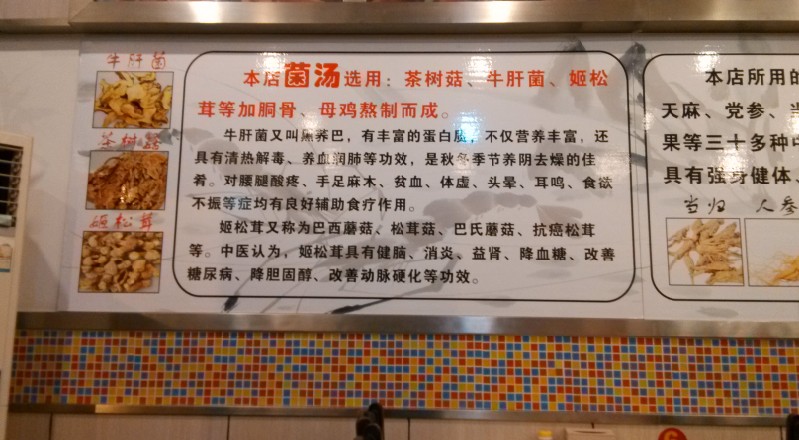 牛肝菌
茶树菇
姬松茸
本店菌汤选用：茶树菇、牛肝菌、姬松
茸等加胴骨、母鸡熬制而成。
牛肝菌又叫黑荞巴，有丰富的蛋白质，不仅营养丰富，还
具有清热解毒、养血润肺等功效，是秋冬季节养阴去燥的佳
肴。对腰腿酸疼、手足麻木、贫血、体虚、头晕、耳鸣、食欲
不振等症均有良好辅助食疗作用。
姬松茸又称为巴西蘑菇、松茸菇、巴氏蘑菇、抗癌松茸
等。中医认为，姬松茸具有健脑、消炎、益肾、降血糖、改善
糖尿病、降胆固醇、改善动脉硬化等功效。
本店所用的
天麻、党参、当
果等三十多种中
具有强身健体、
当归 人参